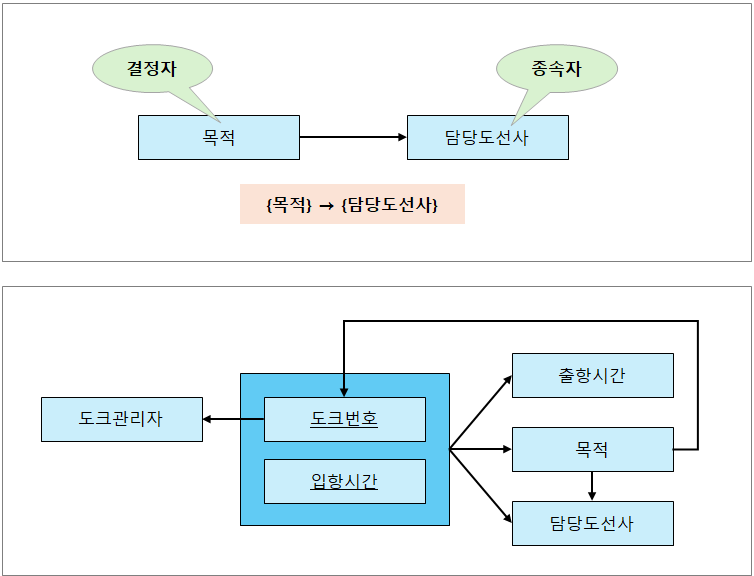 결정자
종속자
목적
담당도선사
{목적} → {담당도선사}
출항시간
도크관리자
도크번호
목적
입항시간
담당도선사